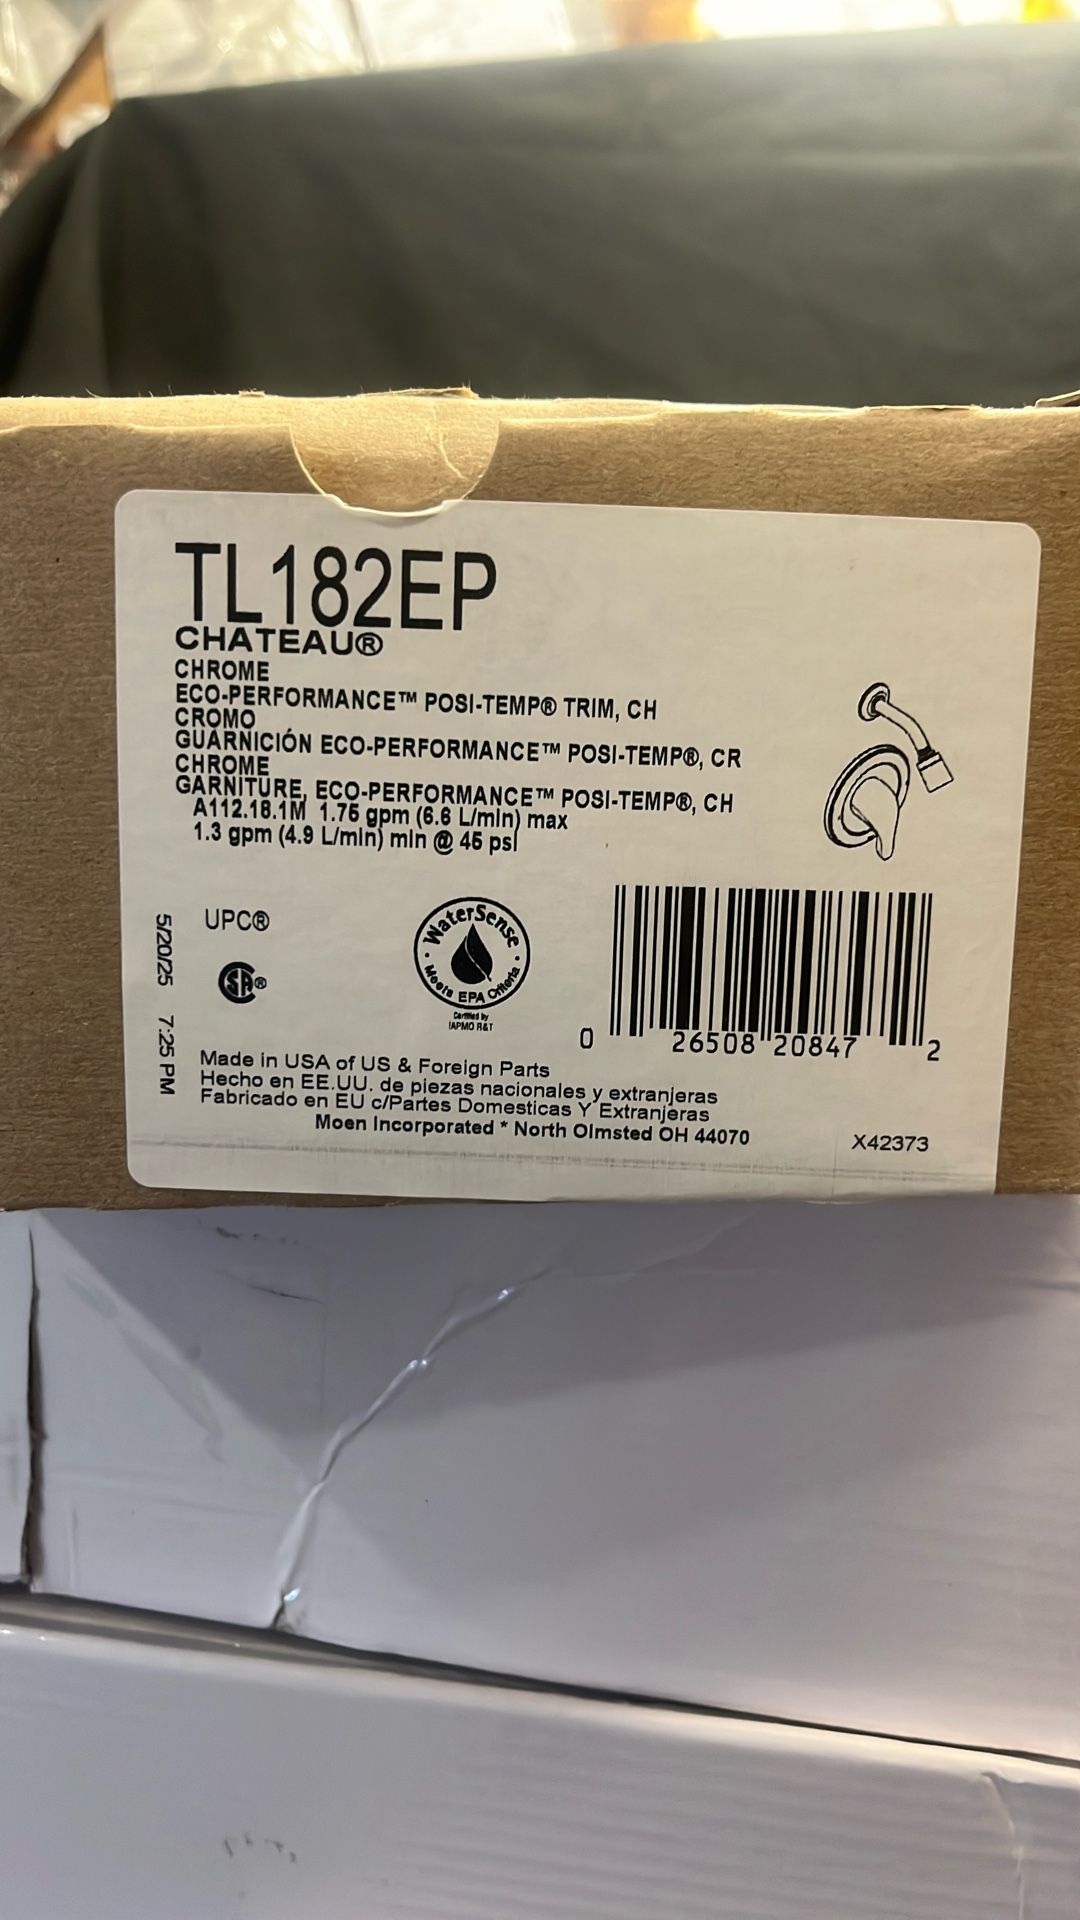 TL182EP
CHATEAU®
CHROME
ECO-PERFORMANCE™ POSI-TEMP® TRIM, CH
CROMO
GUARNICIÓN ECO-PERFORMANCE™ POSI-TEMP®, CR
CHROME
GARNITURE, ECO-PERFORMANCE™ POSI-TEMP®, CH
A112.18.1M 1.75 gpm (6.6 L/min) max
1.3 gpm (4.9 L/min) min @ 45 psi
5/20/25 7:25 PM
UPC®
SA®
WaterSense
Meets EPA Criteria
Certified by
IAPMO R&T
0 26508 20847 2
Made in USA of US & Foreign Parts
Hecho en EE.UU. de piezas nacionales y extranjeras
Fabricado en EU c/Partes Domesticas Y Extranjeras
Moen Incorporated * North Olmsted OH 44070
X42373